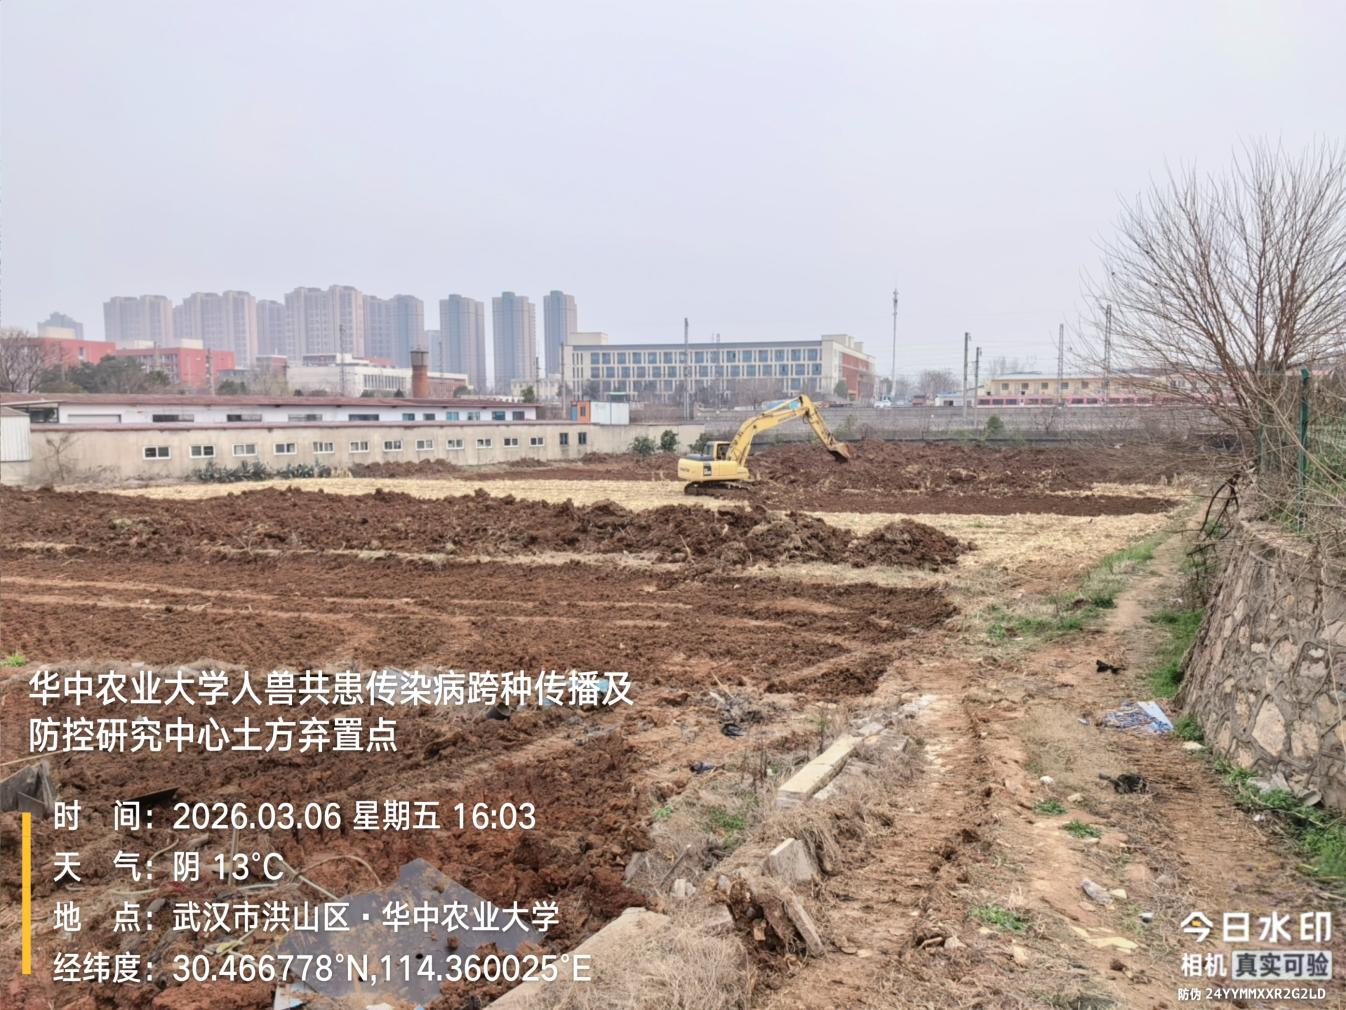 华中农业大学人兽共患传染病跨种传播及
防控研究中心土方弃置点
时 间：2026.03.06 星期五 16:03
天 气：阴 13℃
地 点：武汉市洪山区·华中农业大学
经纬度：30.466778°N,114.360025°E
今日水印
相机 真实可验
防伪 24YYMMXXR2G2LD